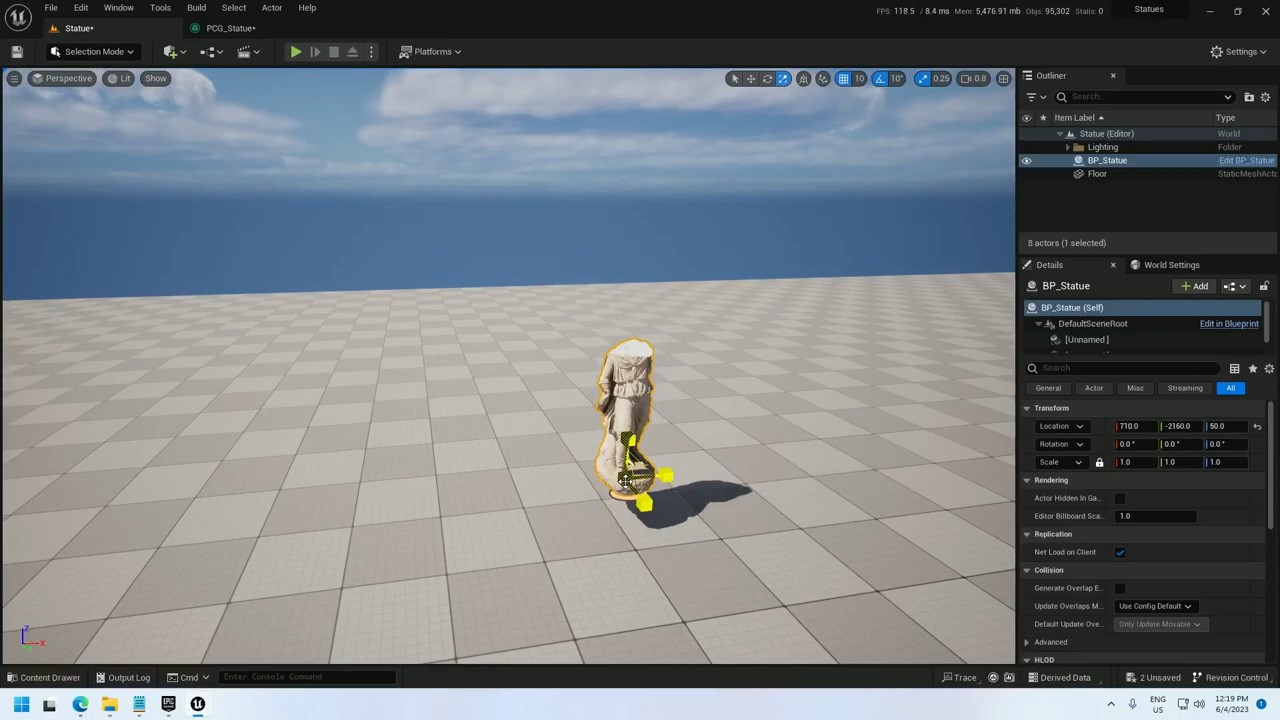 File Edit Window Tools Build Select Actor Help
FPS: 118.5 / 8.4 ms Mem: 5,476.91 mb Objs: 95,302 Stalls: 0 Statues
Statue* PCG_Statue*
Selection Mode Platforms Settings
Perspective Lit Show 10 10° 0.25 0.8
Outliner
Search...
Item Label Type
Statue (Editor) World
Lighting Folder
BP_Statue Edit BP_Statue
Floor StaticMeshActo
8 actors (1 selected)
Details World Settings
BP_Statue Add
BP_Statue (Self)
DefaultSceneRoot Edit in Blueprint
[Unnamed ]
Search
General Actor Misc Streaming All
Transform
Location 710.0 -2160.0 50.0
Rotation 0.0 ° 0.0 ° 0.0 °
Scale 1.0 1.0 1.0
Rendering
Actor Hidden In Ga...
Editor Billboard Sca... 1.0
Replication
Net Load on Client
Collision
Generate Overlap E...
Update Overlaps M... Use Config Default
Default Update Ove... Only Update Movable
Advanced
HLOD
Z X
Content Drawer Output Log Cmd Enter Console Command Trace Derived Data 2 Unsaved Revision Control
ENG 12:19 PM
US 6/4/2023 1